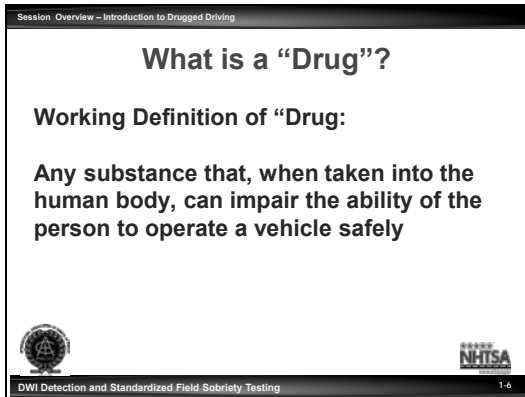 Session Overview – Introduction to Drugged Driving
What is a “Drug”?
Working Definition of “Drug:
Any substance that, when taken into the
human body, can impair the ability of the
person to operate a vehicle safely
NHTSA
DWI Detection and Standardized Field Sobriety Testing
1-6